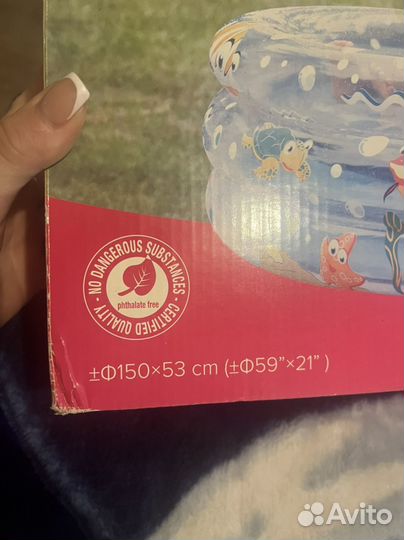 NO DANGEROUS SUBSTANCES
CERTIFIED QUALITY
phthalate free
±Φ150×53 cm (±Φ59”×21” )
Avito